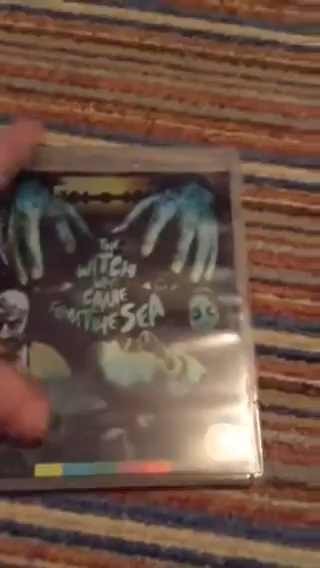 THE
WITCH
WHO
CAME
FROM THE SEA